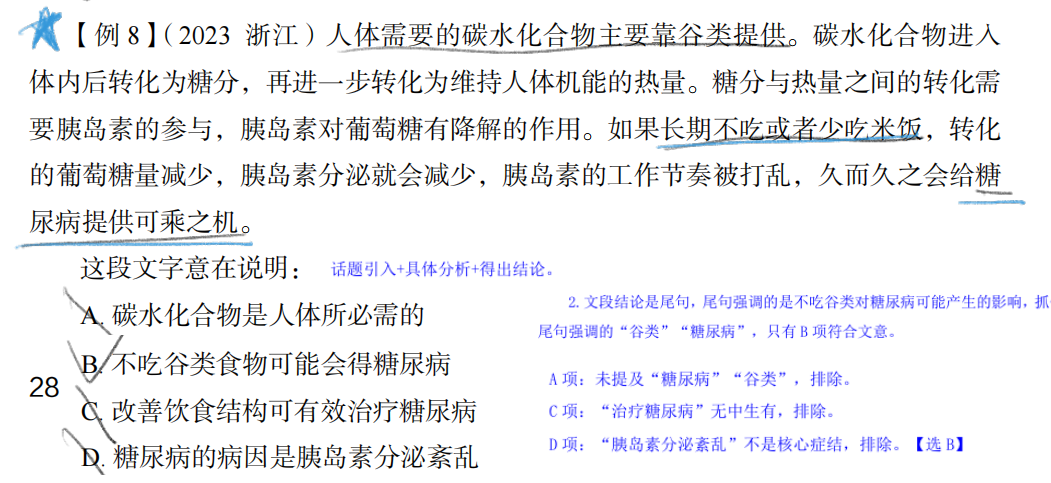 【例 8】（2023 浙江）人体需要的碳水化合物主要靠谷类提供。碳水化合物进入
体内后转化为糖分，再进一步转化为维持人体机能的热量。糖分与热量之间的转化需
要胰岛素的参与，胰岛素对葡萄糖有降解的作用。如果长期不吃或者少吃米饭，转化
的葡萄糖量减少，胰岛素分泌就会减少，胰岛素的工作节奏被打乱，久而久之会给糖
尿病提供可乘之机。
这段文字意在说明：
话题引入+具体分析+得出结论。
A. 碳水化合物是人体所必需的
B. 不吃谷类食物可能会得糖尿病
28
C. 改善饮食结构可有效治疗糖尿病
D. 糖尿病的病因是胰岛素分泌紊乱
2. 文段结论是尾句，尾句强调的是不吃谷类对糖尿病可能产生的影响，抓
尾句强调的“谷类”“糖尿病”，只有 B 项符合文意。
A 项：未提及“糖尿病”“谷类”，排除。
C 项：“治疗糖尿病”无中生有，排除。
D 项：“胰岛素分泌紊乱”不是核心症结，排除。【选 B】